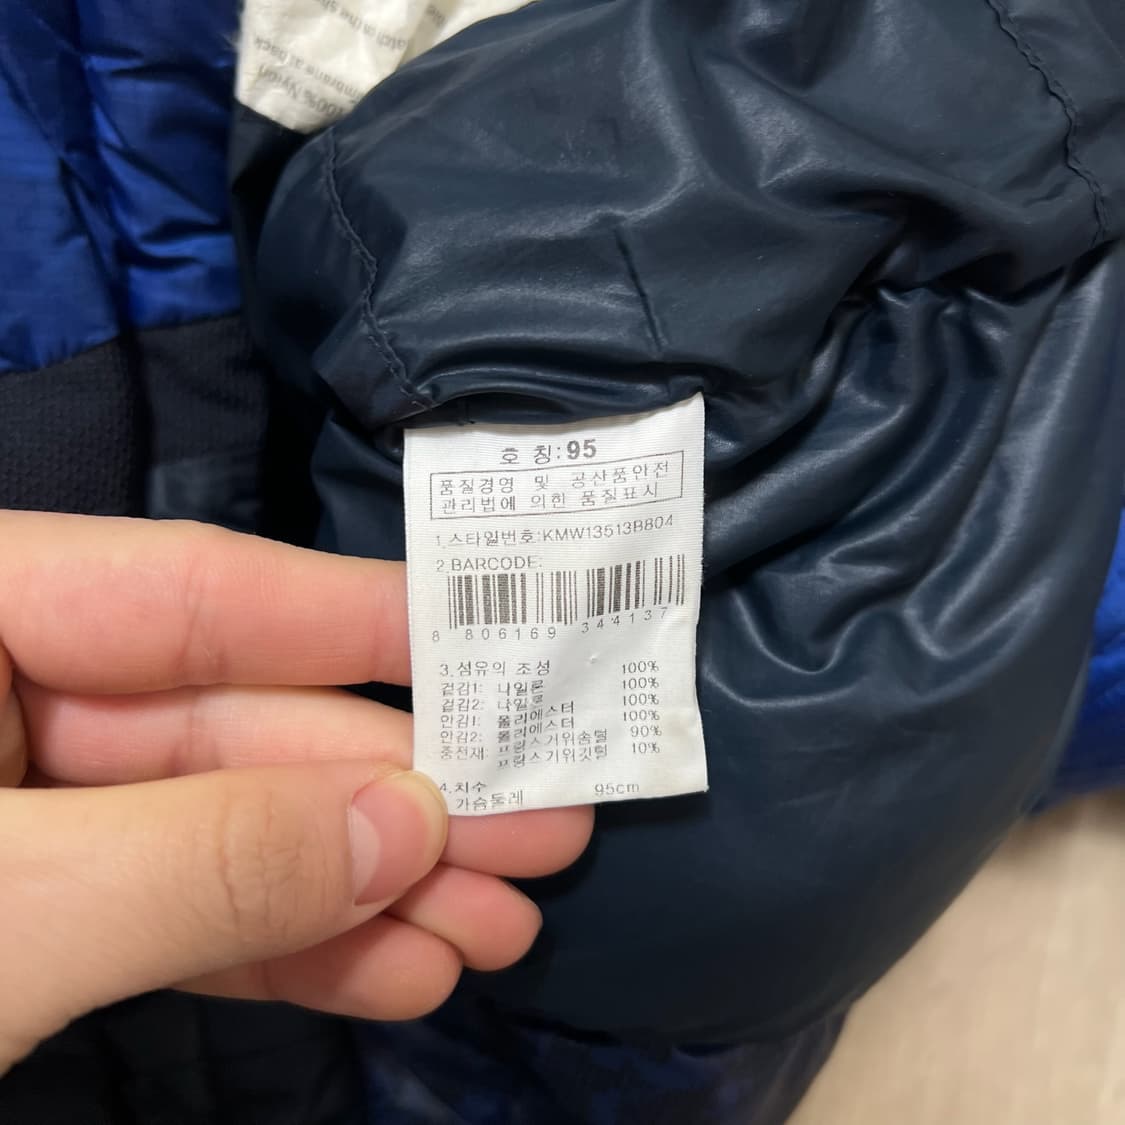 호 칭:95
품질경영 및 공산품안전
관리법에 의한 품질표시
1.스타일번호:KMW13513B804
2.BARCODE:
8 806169 344137
3.섬유의 조성
겉감1: 나일론 100%
겉감2: 나일론 100%
안감1: 폴리에스터 100%
안감2: 폴리에스터 100%
충전재: 프랑스거위솜털 90%
프랑스거위깃털 10%
4.치수
가슴둘레 95cm
100% Nylon